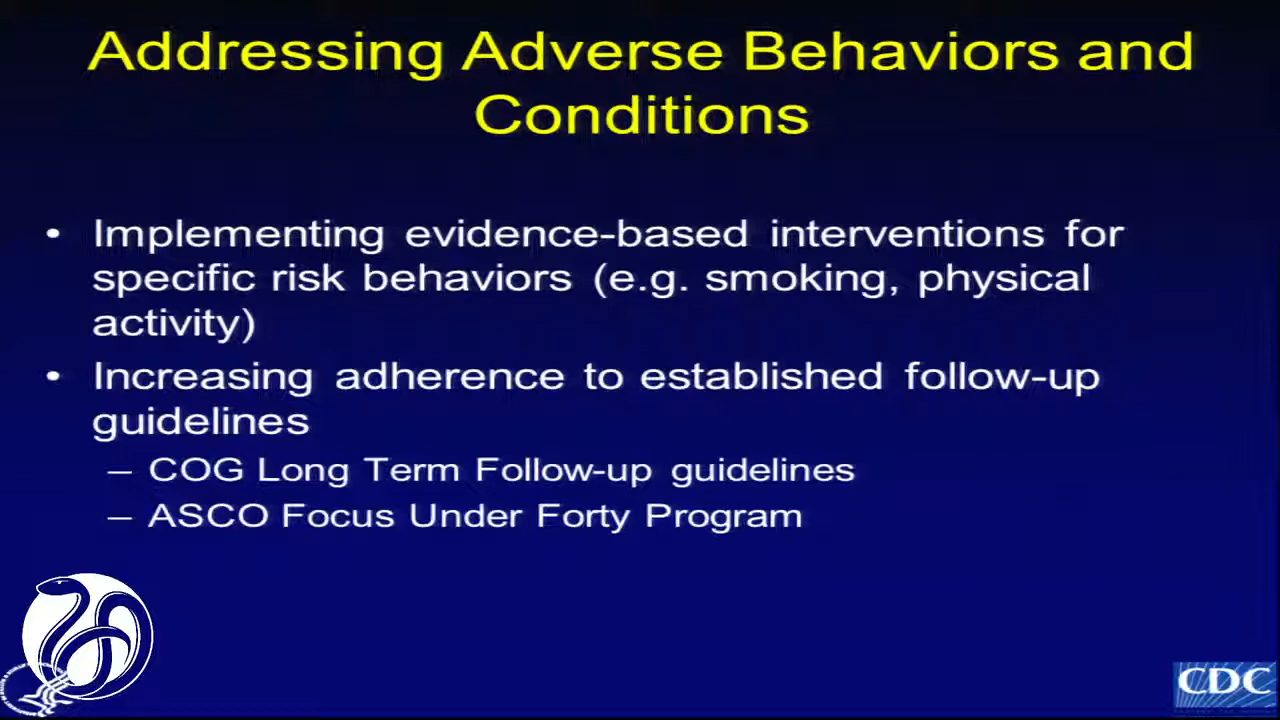 Addressing Adverse Behaviors and
Conditions
• Implementing evidence-based interventions for
specific risk behaviors (e.g. smoking, physical
activity)
• Increasing adherence to established follow-up
guidelines
– COG Long Term Follow-up guidelines
– ASCO Focus Under Forty Program
CDC